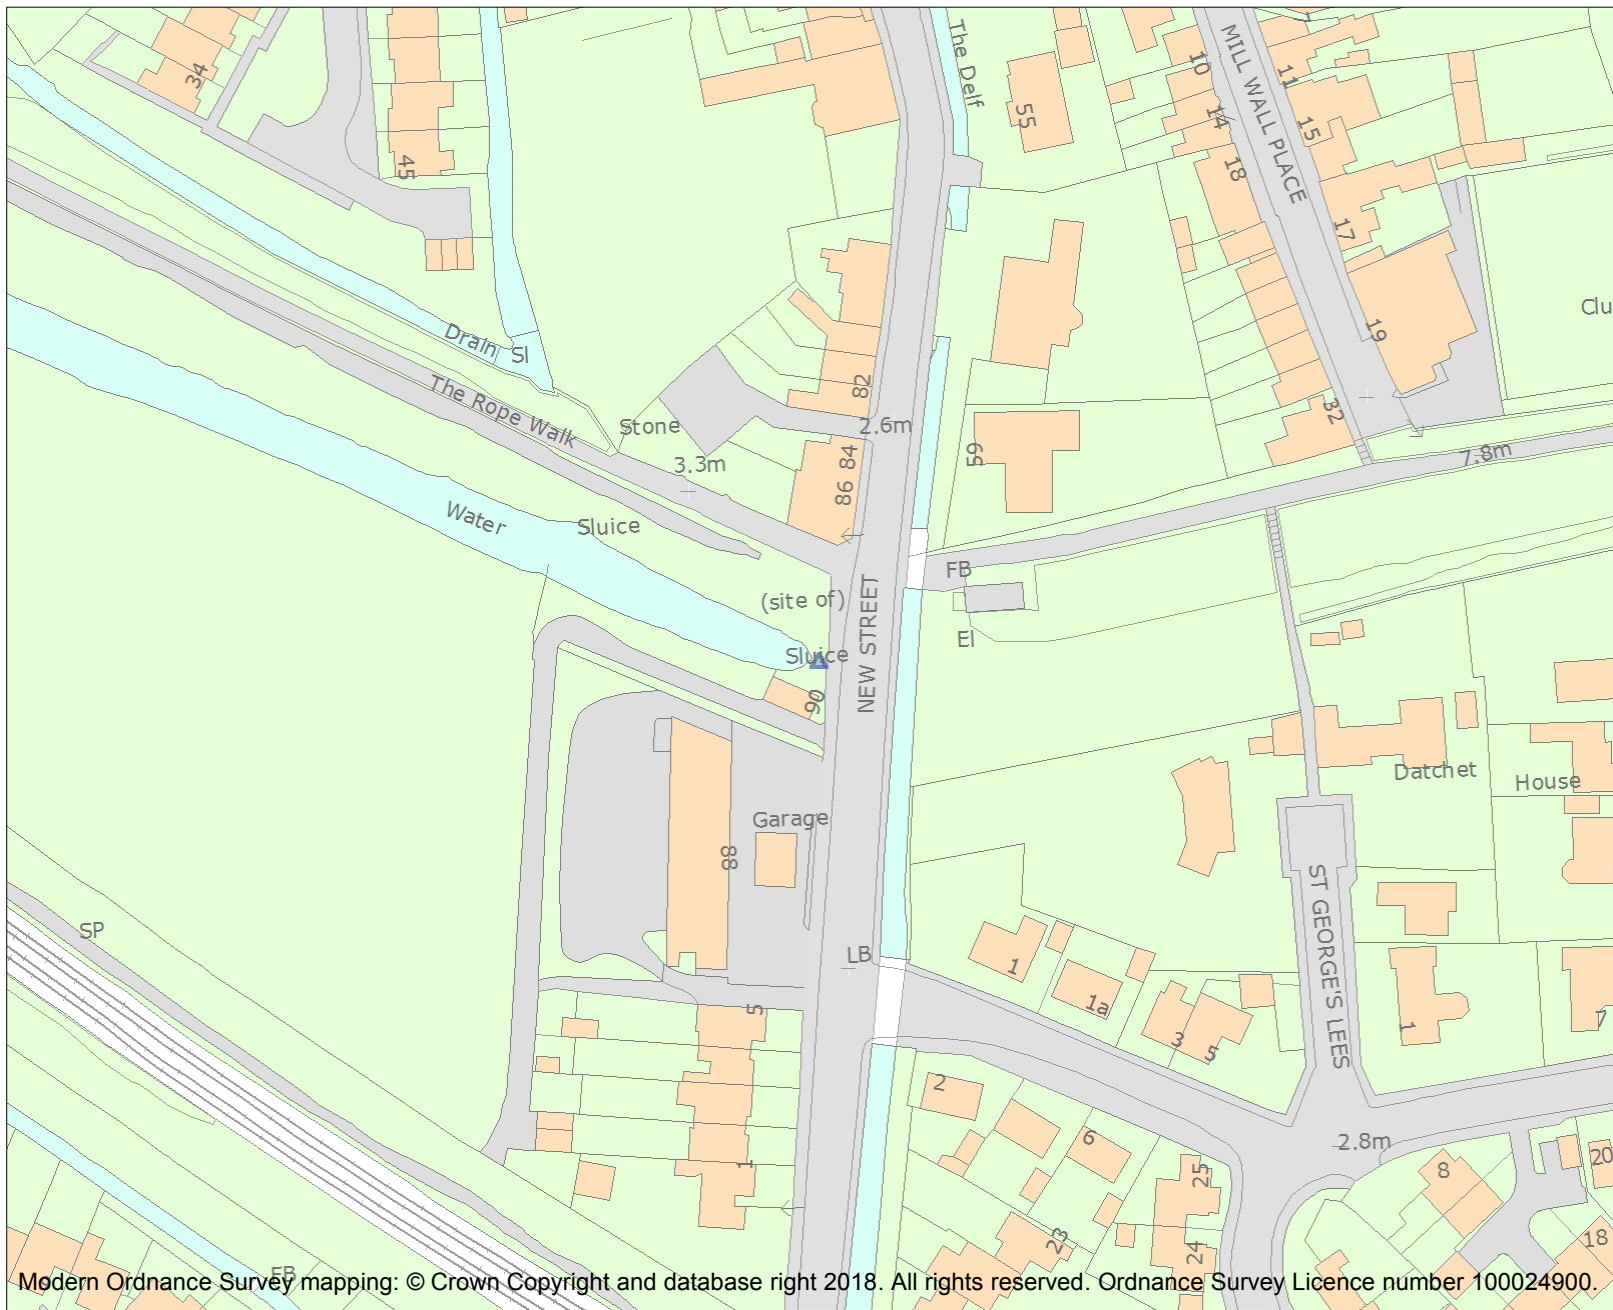 The Delf
MILL WALL PLACE
34
10
11
55
14
15
45
18
17
Clu
Drain
Sl
19
The Rope Walk
82
32
Stone
2.6m
3.3m
84
59
7.8m
86
Water
Sluice
FB
(site of)
NEW STREET
El
Sluice
90
Datchet
House
Garage
88
ST GEORGE'S LEES
SP
LB
1
1a
5
3
5
1
7
2
6
2.8m
1
25
8
20
23
24
18
FB
Modern Ordnance Survey mapping: © Crown Copyright and database right 2018. All rights reserved. Ordnance Survey Licence number 100024900.